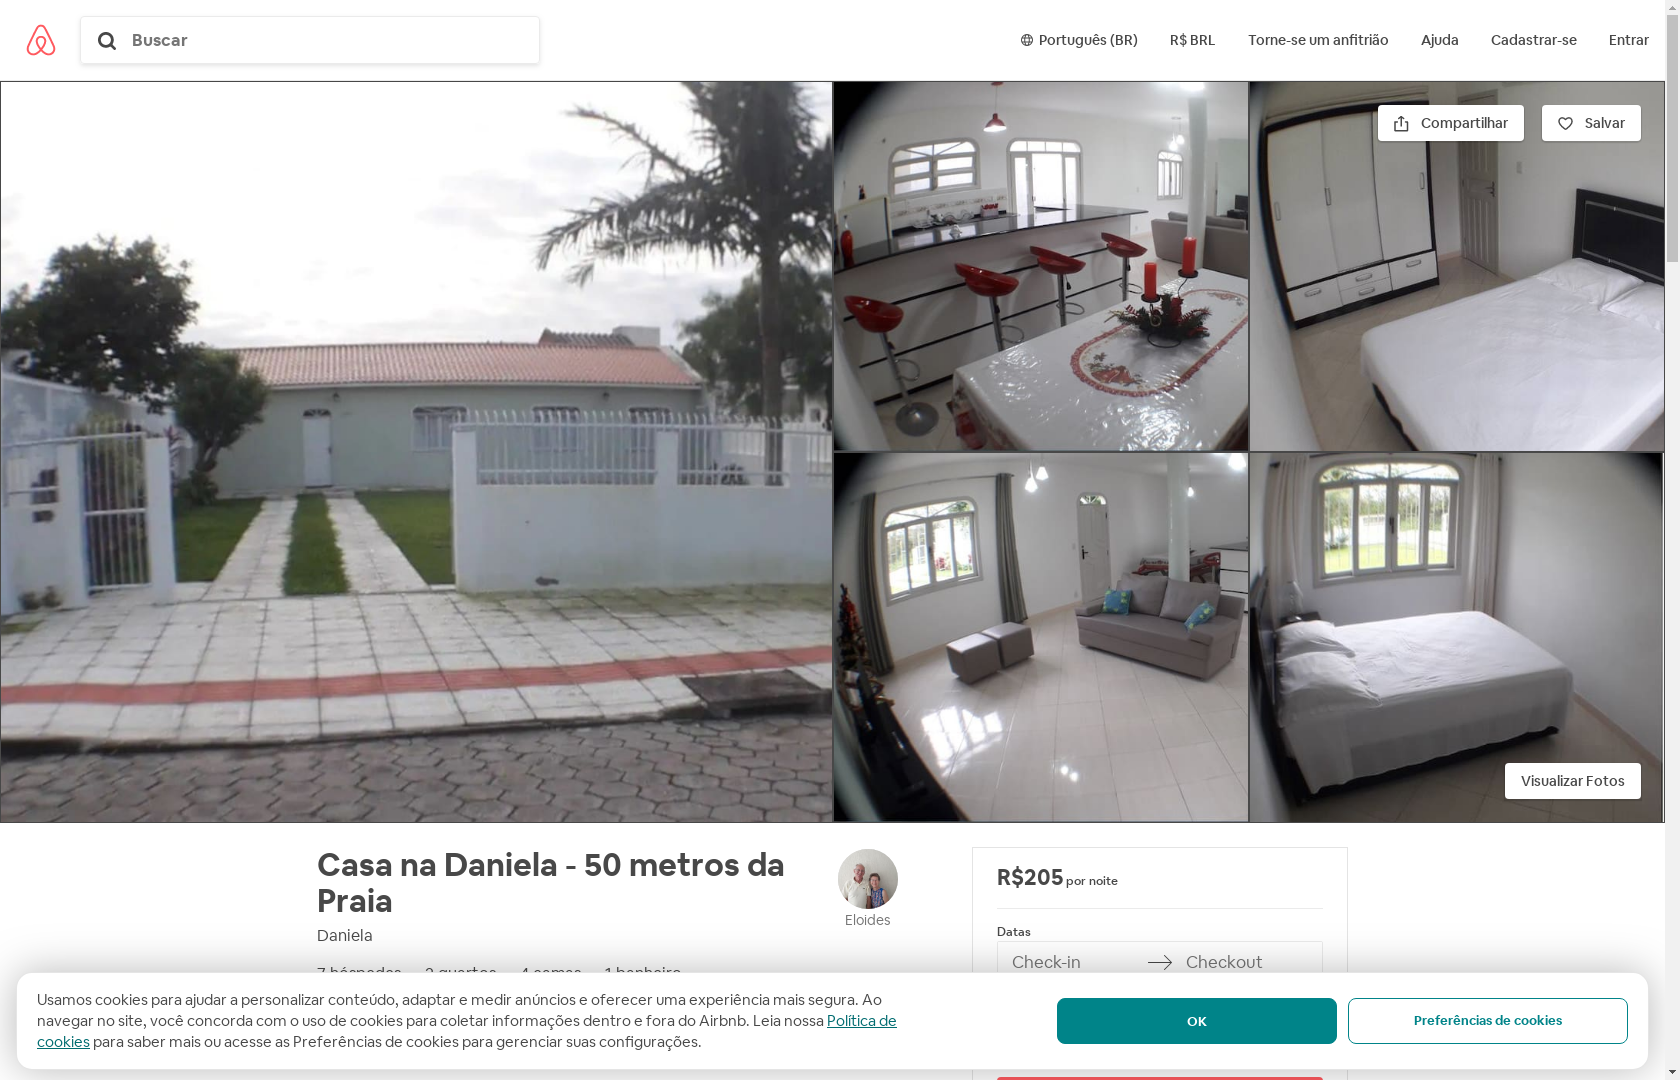 Buscar
Português (BR)
R$ BRL
Torne-se um anfitrião
Ajuda
Cadastrar-se
Entrar
Compartilhar
Salvar
Visualizar Fotos
Casa na Daniela - 50 metros da
Praia
Daniela
Eloides
R$205 por noite
Datas
Check-in
Checkout
Usamos cookies para ajudar a personalizar conteúdo, adaptar e medir anúncios e oferecer uma experiência mais segura. Ao
navegar no site, você concorda com o uso de cookies para coletar informações dentro e fora do Airbnb. Leia nossa Política de
cookies para saber mais ou acesse as Preferências de cookies para gerenciar suas configurações.
OK
Preferências de cookies